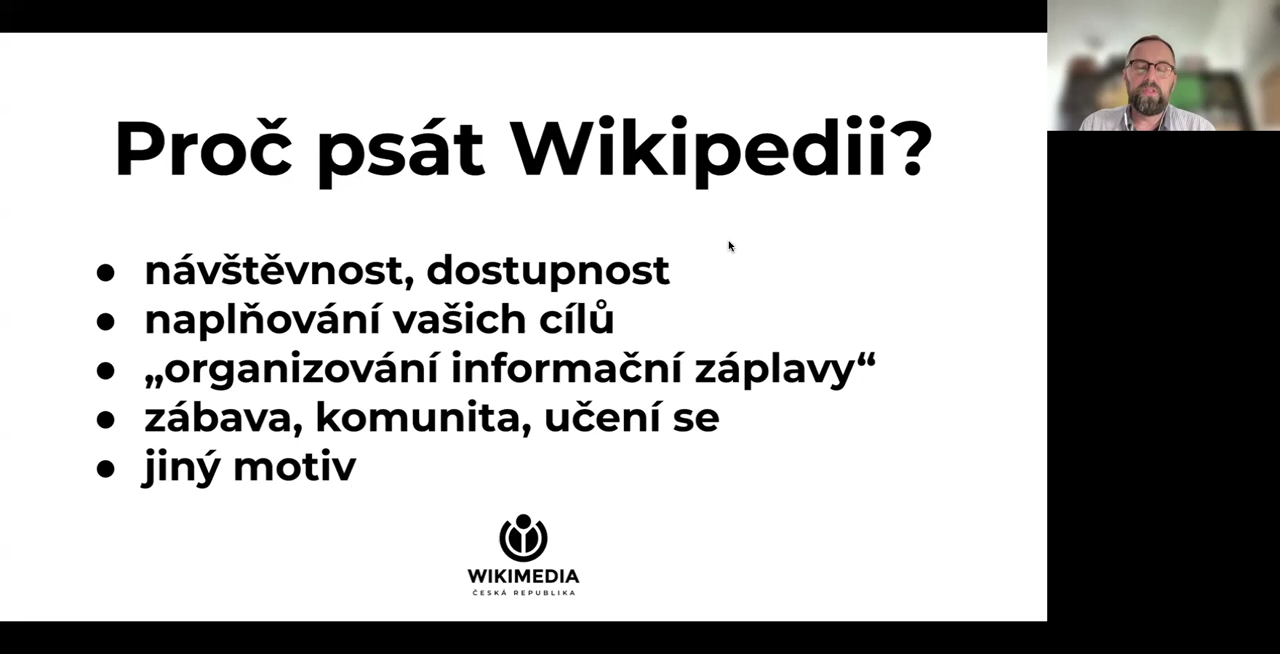 Proč psát Wikipedii?
● návštěvnost, dostupnost
● naplňování vašich cílů
● „organizování informační záplavy“
● zábava, komunita, učení se
● jiný motiv
WIKIMEDIA
ČESKÁ REPUBLIKA